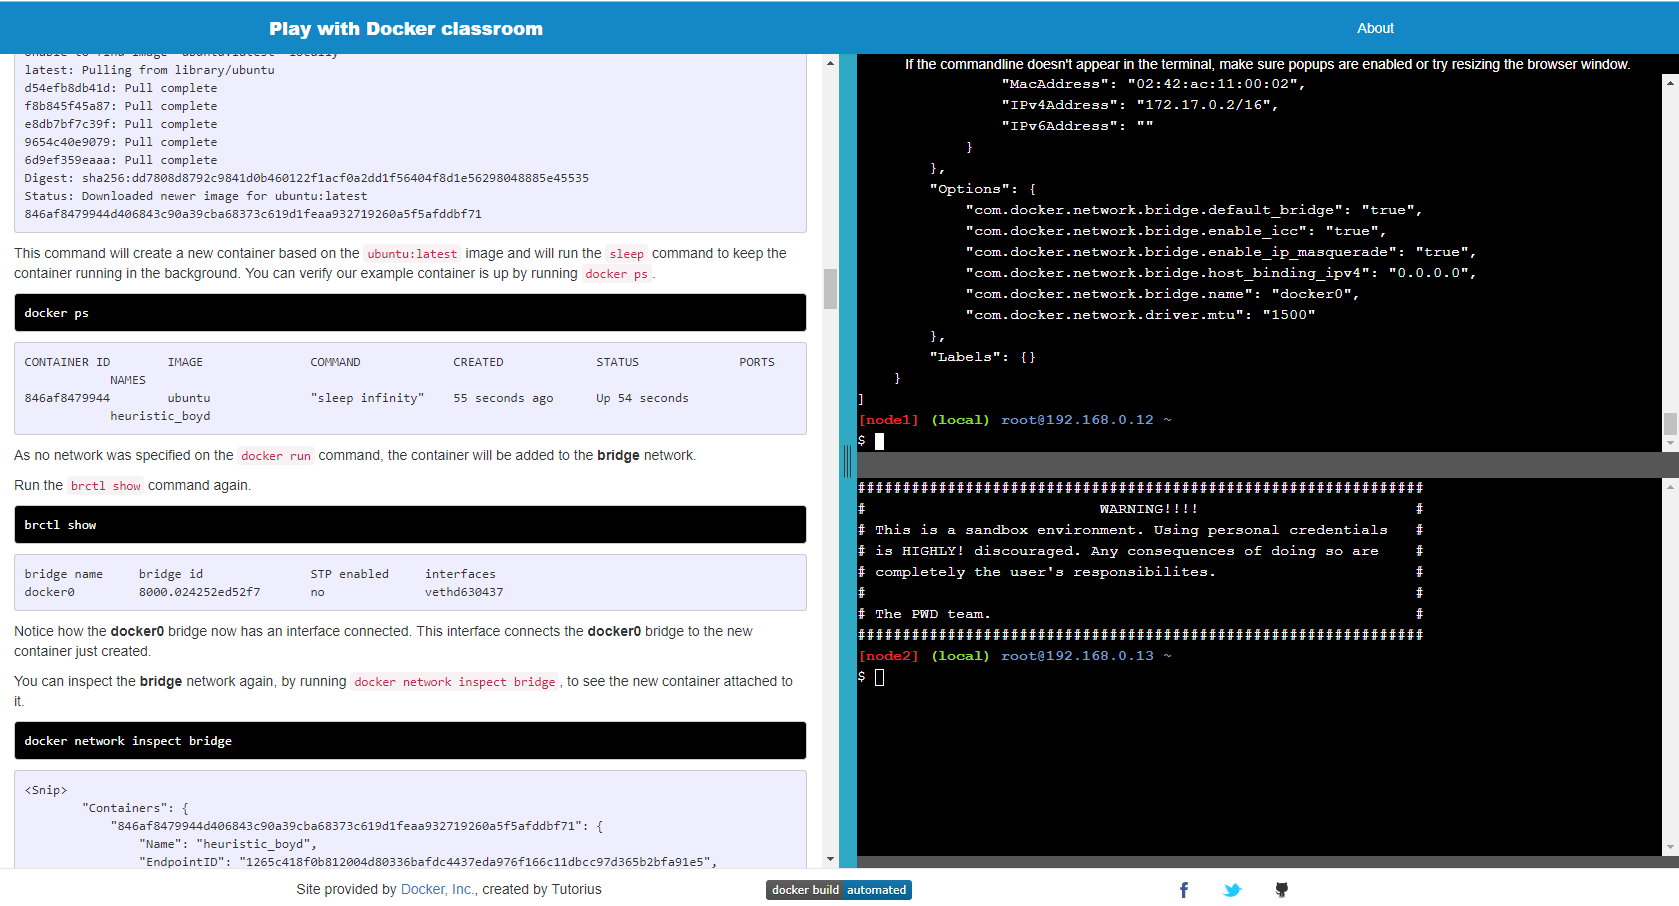 Play with Docker classroom
About
Unable to find image 'ubuntu:latest' locally
latest: Pulling from library/ubuntu
d54efb8db41d: Pull complete
f8b845f45a87: Pull complete
e8db7bf7c39f: Pull complete
9654c40e9079: Pull complete
6d9ef359eaaa: Pull complete
Digest: sha256:dd7808d8792c9841d0b460122f1acf0a2dd1f56404f8d1e56298048885e45535
Status: Downloaded newer image for ubuntu:latest
846af8479944d406843c90a39cba68373c619d1feaa932719260a5f5afddbf71
This command will create a new container based on the ubuntu:latest image and will run the sleep command to keep the
container running in the background. You can verify our example container is up by running docker ps .
docker ps
CONTAINER ID IMAGE COMMAND CREATED STATUS PORTS
NAMES
846af8479944 ubuntu "sleep infinity" 55 seconds ago Up 54 seconds
heuristic_boyd
As no network was specified on the docker run command, the container will be added to the bridge network.
Run the brctl show command again.
brctl show
bridge name bridge id STP enabled interfaces
docker0 8000.024252ed52f7 no vethd630437
Notice how the docker0 bridge now has an interface connected. This interface connects the docker0 bridge to the new
container just created.
You can inspect the bridge network again, by running docker network inspect bridge , to see the new container attached to
it.
docker network inspect bridge
<Snip>
"Containers": {
"846af8479944d406843c90a39cba68373c619d1feaa932719260a5f5afddbf71": {
"Name": "heuristic_boyd",
"EndpointID": "1265c418f0b812004d80336bafdc4437eda976f166c11dbcc97d365b2bfa91e5",
If the commandline doesn't appear in the terminal, make sure popups are enabled or try resizing the browser window.
"MacAddress": "02:42:ac:11:00:02",
"IPv4Address": "172.17.0.2/16",
"IPv6Address": ""
}
},
"Options": {
"com.docker.network.bridge.default_bridge": "true",
"com.docker.network.bridge.enable_icc": "true",
"com.docker.network.bridge.enable_ip_masquerade": "true",
"com.docker.network.bridge.host_binding_ipv4": "0.0.0.0",
"com.docker.network.bridge.name": "docker0",
"com.docker.network.driver.mtu": "1500"
},
"Labels": {}
}
]
[node1] (local) root@192.168.0.12 ~
$
###############################################################
# WARNING!!!! #
# This is a sandbox environment. Using personal credentials #
# is HIGHLY! discouraged. Any consequences of doing so are #
# completely the user's responsibilites. #
# #
# The PWD team. #
###############################################################
[node2] (local) root@192.168.0.13 ~
$
Site provided by Docker, Inc., created by Tutorius
docker build automated